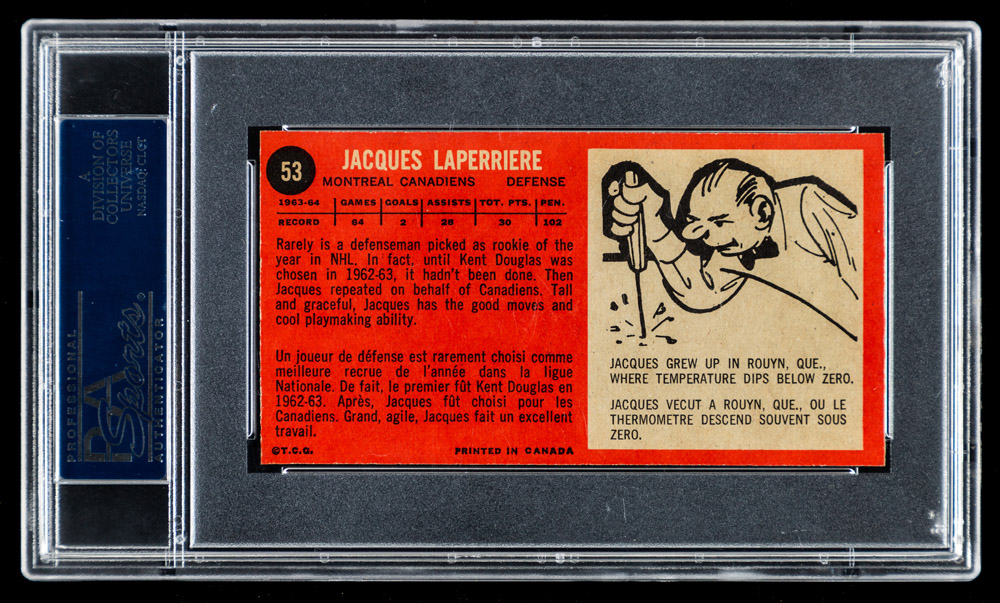 A
DIVISION OF
COLLECTORS
UNIVERSE
NASDAQ: CLCT
PROFESSIONAL
PSA
Sports
AUTHENTICATOR
53
JACQUES LAPERRIERE
MONTREAL CANADIENS DEFENSE
1963-64 GAMES GOALS ASSISTS TOT. PTS. PEN.
RECORD 64 2 28 30 102
Rarely is a defenseman picked as rookie of the
year in NHL. In fact, until Kent Douglas was
chosen in 1962-63, it hadn't been done. Then
Jacques repeated on behalf of Canadiens. Tall
and graceful, Jacques has the good moves and
cool playmaking ability.
Un joueur de défense est rarement choisi comme
meilleure recrue de l'année dans la ligue
Nationale. De fait, le premier fût Kent Douglas en
1962-63. Après, Jacques fût choisi pour les
Canadiens. Grand, agile, Jacques fait un excellent
travail.
©T.C.G. PRINTED IN CANADA
JACQUES GREW UP IN ROUYN, QUE.,
WHERE TEMPERATURE DIPS BELOW ZERO.
JACQUES VECUT A ROUYN, QUE., OU LE
THERMOMETRE DESCEND SOUVENT SOUS
ZERO.